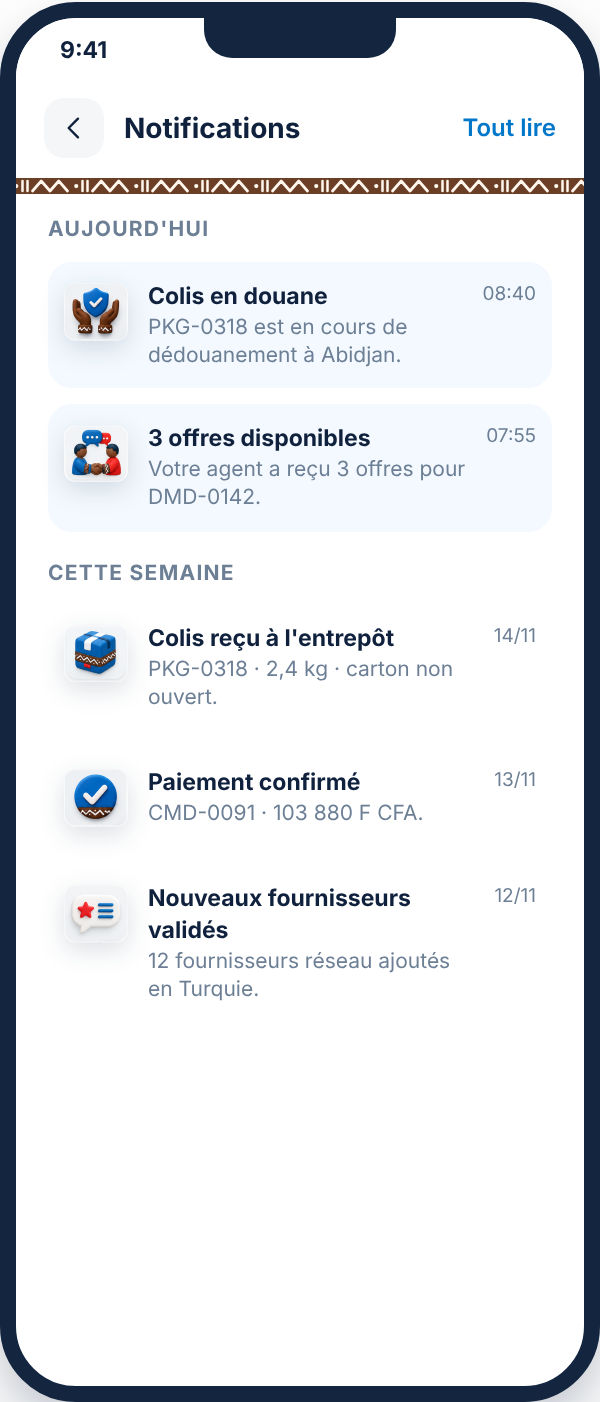 9:41
Notifications
Tout lire
AUJOURD'HUI
Colis en douane
08:40
PKG-0318 est en cours de
dédouanement à Abidjan.
3 offres disponibles
07:55
Votre agent a reçu 3 offres pour
DMD-0142.
CETTE SEMAINE
Colis reçu à l'entrepôt
14/11
PKG-0318 · 2,4 kg · carton non
ouvert.
Paiement confirmé
13/11
CMD-0091 · 103 880 F CFA.
Nouveaux fournisseurs
12/11
validés
12 fournisseurs réseau ajoutés
en Turquie.